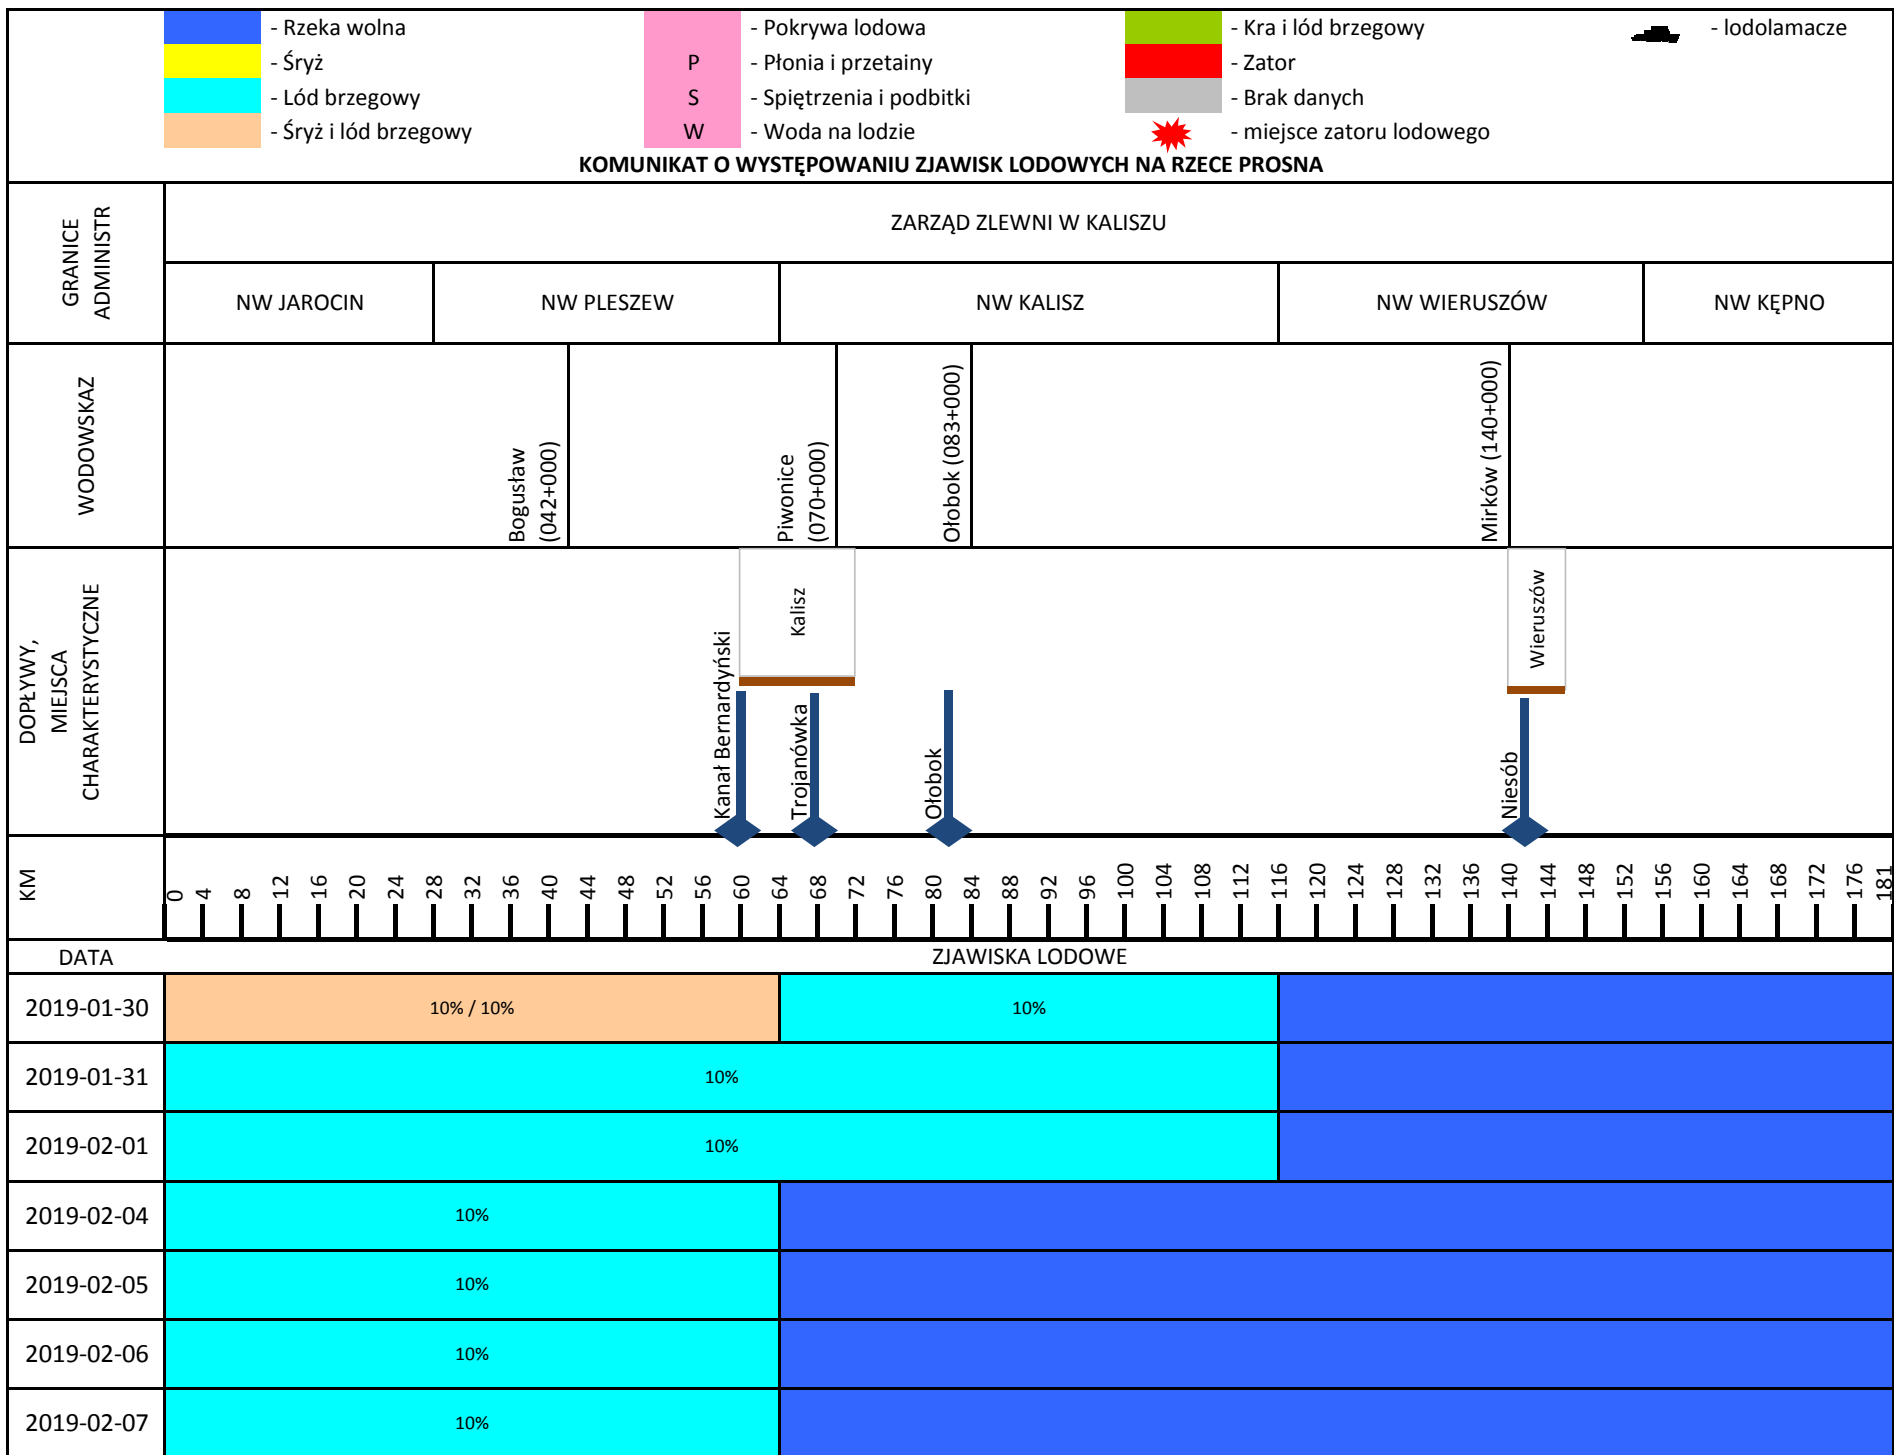 - Rzeka wolna
- Pokrywa lodowa
- Kra i lód brzegowy
- lodolamacze
- Śryż
P - Płonia i przetainy
- Zator
- Lód brzegowy
S - Spiętrzenia i podbitki
- Brak danych
- Śryż i lód brzegowy
W - Woda na lodzie
- miejsce zatoru lodowego
KOMUNIKAT O WYSTĘPOWANIU ZJAWISK LODOWYCH NA RZECE PROSNA
GRANICE
ADMINISTR
ZARZĄD ZLEWNI W KALISZU
NW JAROCIN
NW PLESZEW
NW KALISZ
NW WIERUSZÓW
NW KĘPNO
WODOWSKAZ
Bogusław
(042+000)
Piwonice
(070+000)
Ołobok (083+000)
Mirków (140+000)
DOPŁYWY,
MIEJSCA
CHARAKTERYSTYCZNE
Kanał Bernardyński
Kalisz
Trojanówka
Ołobok
Niesób
Wieruszów
KM
0 4 8 12 16 20 24 28 32 36 40 44 48 52 56 60 64 68 72 76 80 84 88 92 96 100 104 108 112 116 120 124 128 132 136 140 144 148 152 156 160 164 168 172 176 181
DATA
ZJAWISKA LODOWE
2019-01-30
10% / 10%
10%
2019-01-31
10%
2019-02-01
10%
2019-02-04
10%
2019-02-05
10%
2019-02-06
10%
2019-02-07
10%